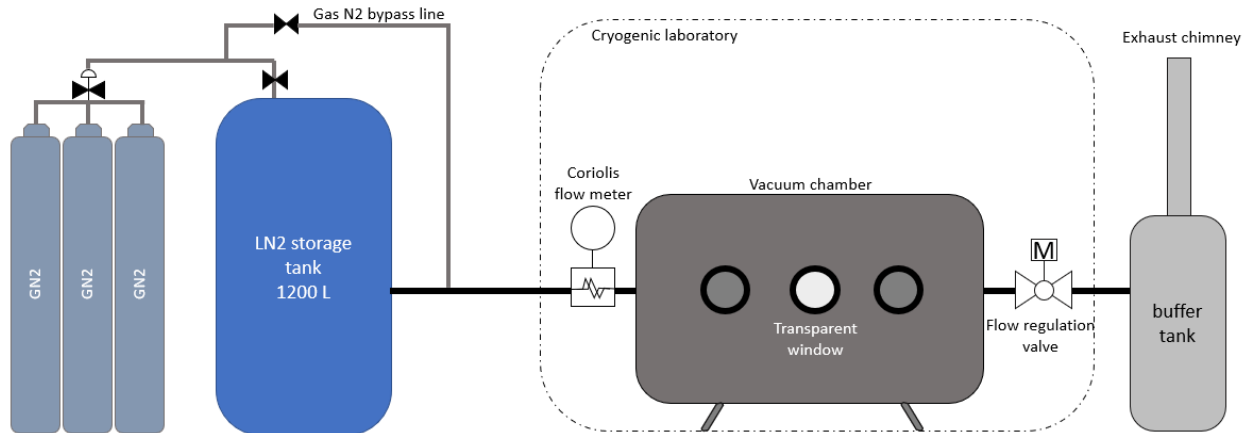 Gas N2 bypass line
Cryogenic laboratory
Exhaust chimney
Coriolis
flow meter
Vacuum chamber
LN2 storage
tank
1200 L
GN2
GN2
GN2
M
Transparent
window
Flow regulation
valve
buffer
tank